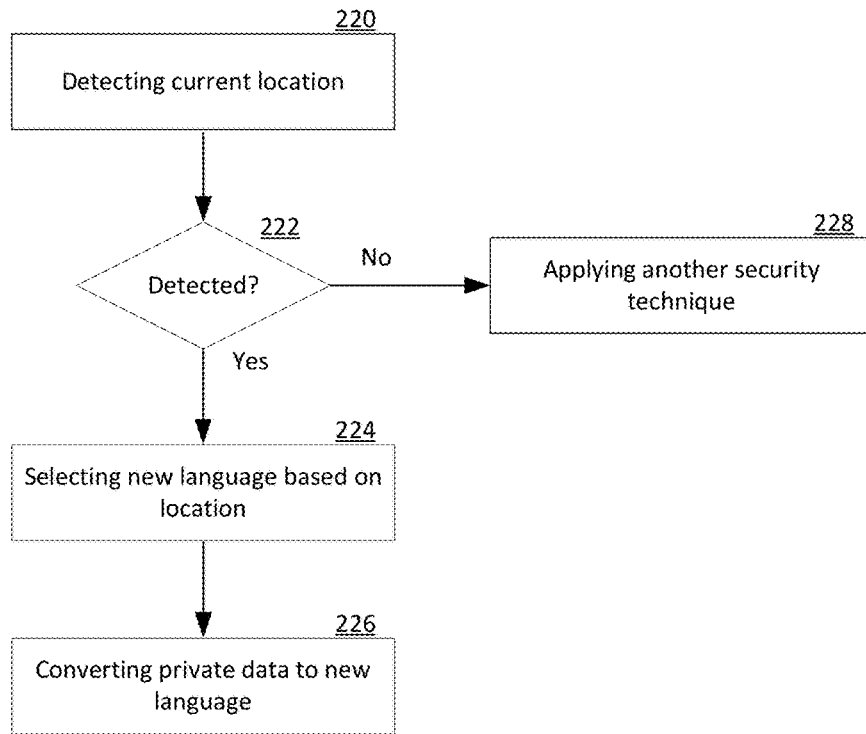 220
Detecting current location
222
Detected?
No
228
Applying another security
technique
Yes
224
Selecting new language based on
location
226
Converting private data to new
language